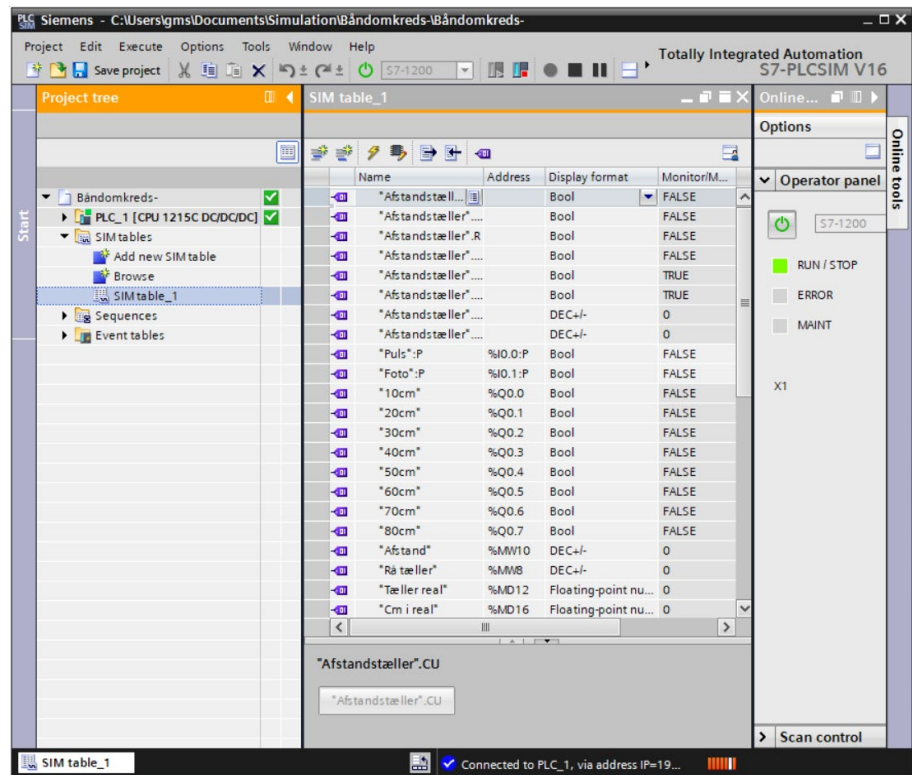 PLC SIM Siemens - C:\Users\gms\Documents\Simulation\Båndomkreds-\Båndomkreds-
Project Edit Execute Options Tools Window Help
Save project S7-1200
Totally Integrated Automation
S7-PLCSIM V16
Project tree
SIM table_1
Online...
Options
Start
Online tools
Båndomkreds-
PLC_1 [CPU 1215C DC/DC/DC]
SIM tables
Add new SIM table
Browse
SIM table_1
Sequences
Event tables
Name Address Display format Monitor/M...
"Afstandstæll... Bool FALSE
"Afstandstæller".... Bool FALSE
"Afstandstæller".R Bool FALSE
"Afstandstæller".... Bool FALSE
"Afstandstæller".... Bool TRUE
"Afstandstæller".... Bool TRUE
"Afstandstæller".... DEC+/- 0
"Afstandstæller".... DEC+/- 0
"Puls":P %I0.0:P Bool FALSE
"Foto":P %I0.1:P Bool FALSE
"10cm" %Q0.0 Bool FALSE
"20cm" %Q0.1 Bool FALSE
"30cm" %Q0.2 Bool FALSE
"40cm" %Q0.3 Bool FALSE
"50cm" %Q0.4 Bool FALSE
"60cm" %Q0.5 Bool FALSE
"70cm" %Q0.6 Bool FALSE
"80cm" %Q0.7 Bool FALSE
"Afstand" %MW10 DEC+/- 0
"Rå tæller" %MW8 DEC+/- 0
"Tæller real" %MD12 Floating-point nu... 0
"Cm i real" %MD16 Floating-point nu... 0
"Afstandstæller".CU
"Afstandstæller".CU
Operator panel
S7-1200
RUN / STOP
ERROR
MAINT
X1
Scan control
SIM table_1
Connected to PLC_1, via address IP=19...